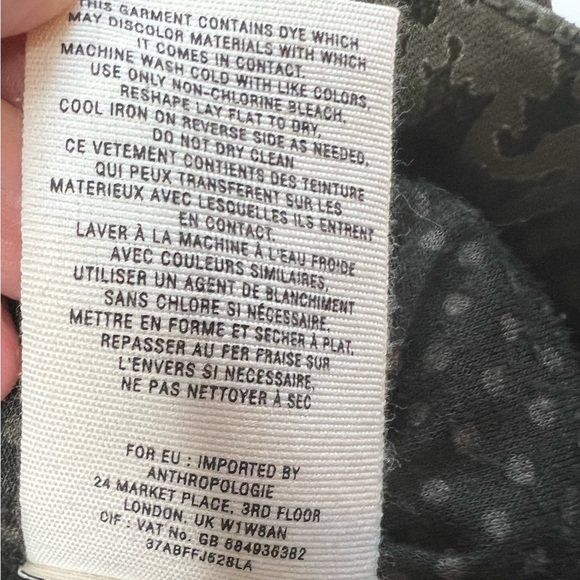 THIS GARMENT CONTAINS DYE WHICH
MAY DISCOLOR MATERIALS WITH WHICH
IT COMES IN CONTACT.
MACHINE WASH COLD WITH LIKE COLORS,
USE ONLY NON-CHLORINE BLEACH.
RESHAPE LAY FLAT TO DRY.
COOL IRON ON REVERSE SIDE AS NEEDED.
DO NOT DRY CLEAN
CE VETEMENT CONTIENTS DES TEINTURE
QUI PEUX TRANSFERENT SUR LES
MATERIEUX AVEC LESQUELLES ILS ENTRENT
EN CONTACT.
LAVER À LA MACHINE À L'EAU FROIDE
AVEC COULEURS SIMILAIRES,
UTILISER UN AGENT DE BLANCHIMENT
SANS CHLORE SI NÉCESSAIRE.
METTRE EN FORME ET SECHER À PLAT.
REPASSER AU FER FRAISE SUR
L'ENVERS SI NECESSAIRE,
NE PAS NETTOYER À SEC
FOR EU : IMPORTED BY
ANTHROPOLOGIE
24 MARKET PLACE, 3RD FLOOR
LONDON, UK W1W8AN
CIF : VAT No. GB 684936382
37ABFFJ528LA